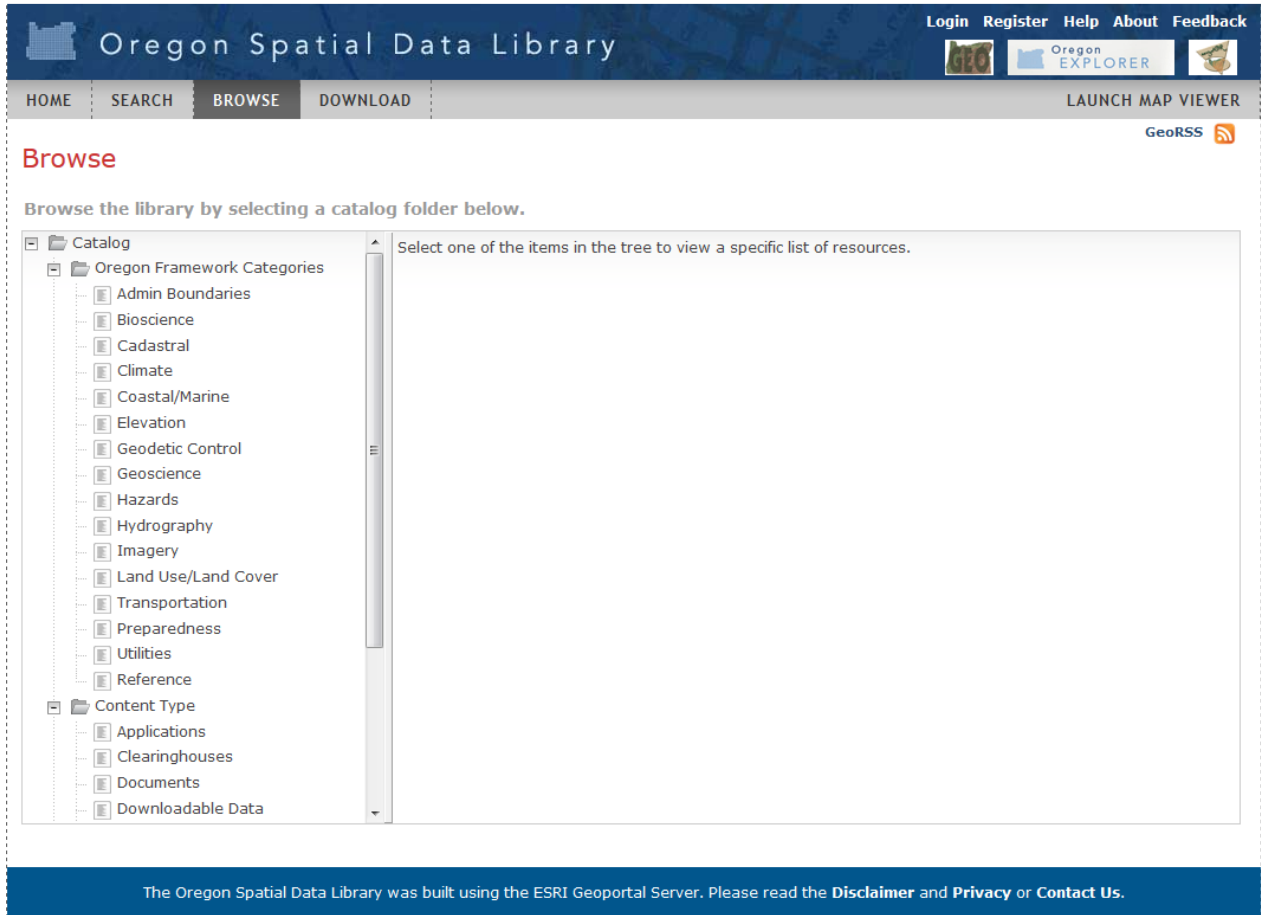 Login Register Help About Feedback
Oregon Spatial Data Library
GEO
Oregon
EXPLORER
HOME SEARCH BROWSE DOWNLOAD LAUNCH MAP VIEWER
GeoRSS
Browse
Browse the library by selecting a catalog folder below.
Catalog
Oregon Framework Categories
Admin Boundaries
Bioscience
Cadastral
Climate
Coastal/Marine
Elevation
Geodetic Control
Geoscience
Hazards
Hydrography
Imagery
Land Use/Land Cover
Transportation
Preparedness
Utilities
Reference
Content Type
Applications
Clearinghouses
Documents
Downloadable Data
Select one of the items in the tree to view a specific list of resources.
The Oregon Spatial Data Library was built using the ESRI Geoportal Server. Please read the Disclaimer and Privacy or Contact Us.